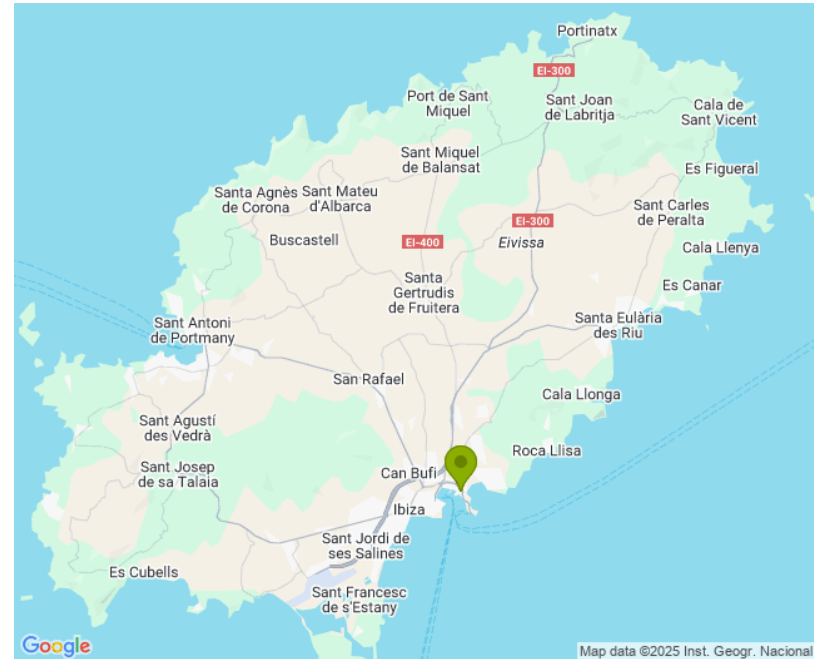 Portinatx
EI-300
Port de Sant
Miquel
Sant Joan
de Labritja
Cala de
Sant Vicent
Sant Miquel
de Balansat
Es Figueral
Santa Agnès
de Corona
Sant Mateu
d'Albarca
Sant Carles
de Peralta
EI-300
Buscastell
EI-400
Eivissa
Cala Llenya
Santa
Gertrudis
de Fruitera
Es Canar
Sant Antoni
de Portmany
Santa Eulària
des Riu
San Rafael
Cala Llonga
Sant Agustí
des Vedrà
Roca Llisa
Sant Josep
de sa Talaia
Can Bufi
Ibiza
Sant Jordi de
ses Salines
Es Cubells
Sant Francesc
de s'Estany
Google
Map data ©2025 Inst. Geogr. Nacional